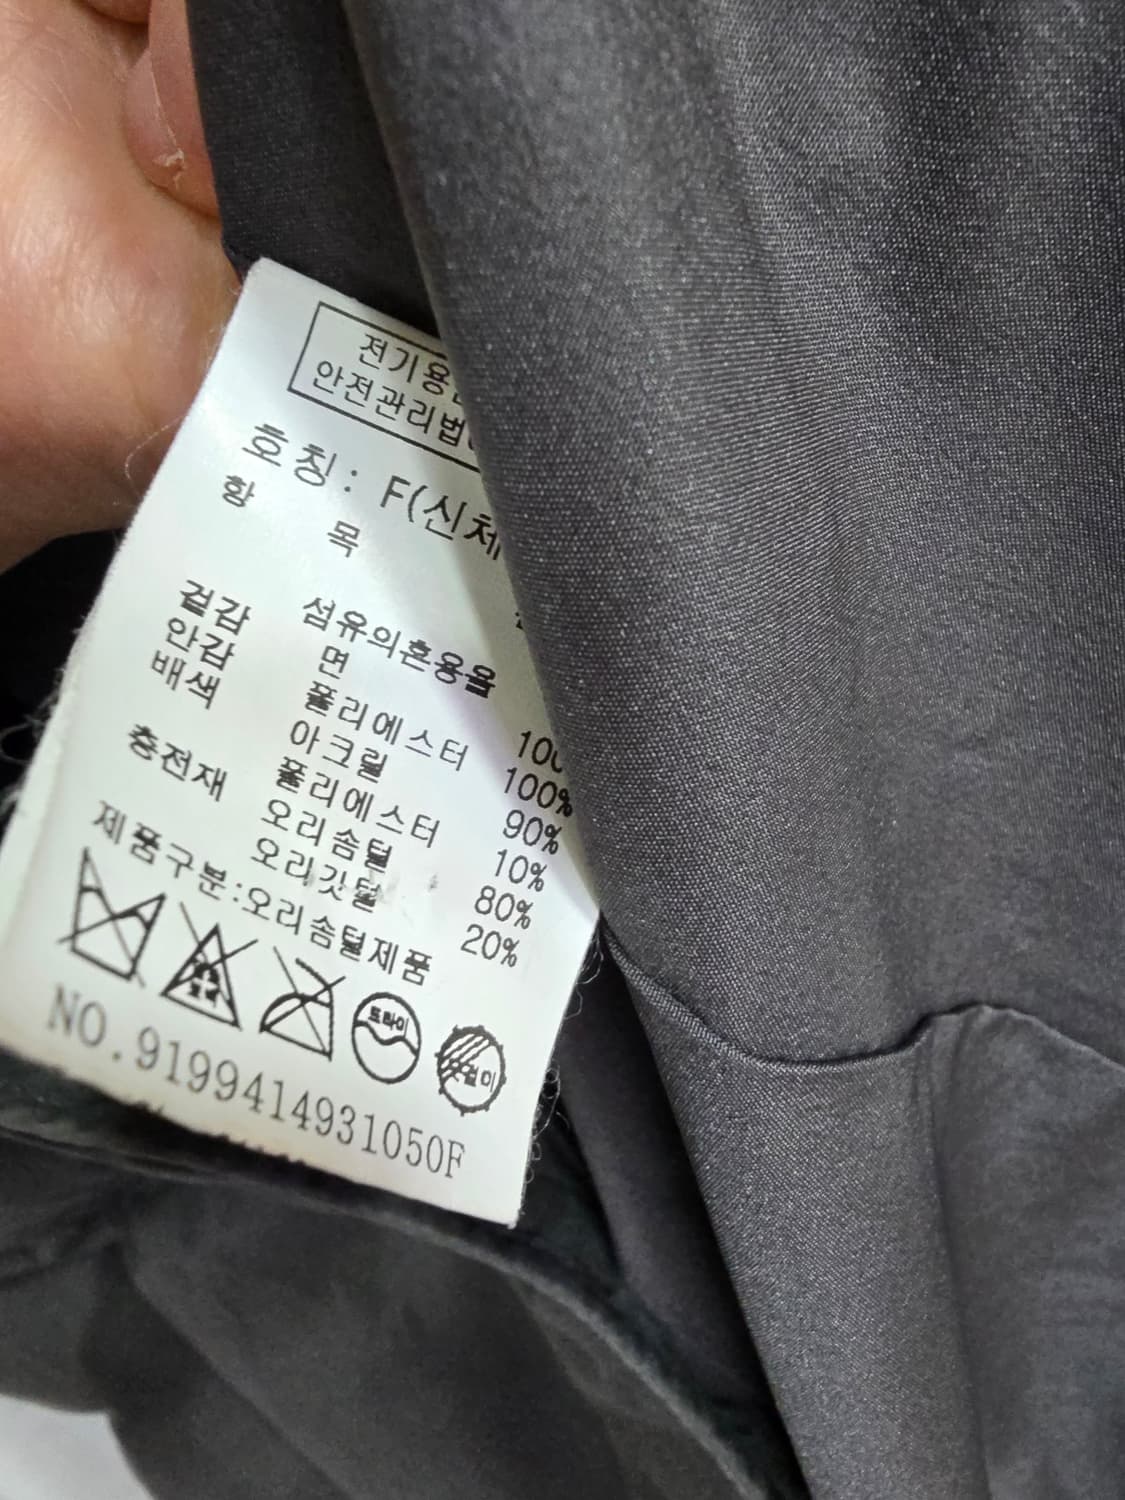 전기용
안전관리법
호칭: F(신체
항 목
섬유의혼용율
겉감 면 100
안감 폴리에스터 100%
배색 아크릴 90%
폴리에스터 10%
충전재 오리솜털 80%
오리깃털 20%
제품구분:오리솜털제품
드라이
옷걸이
NO.9199414931050F